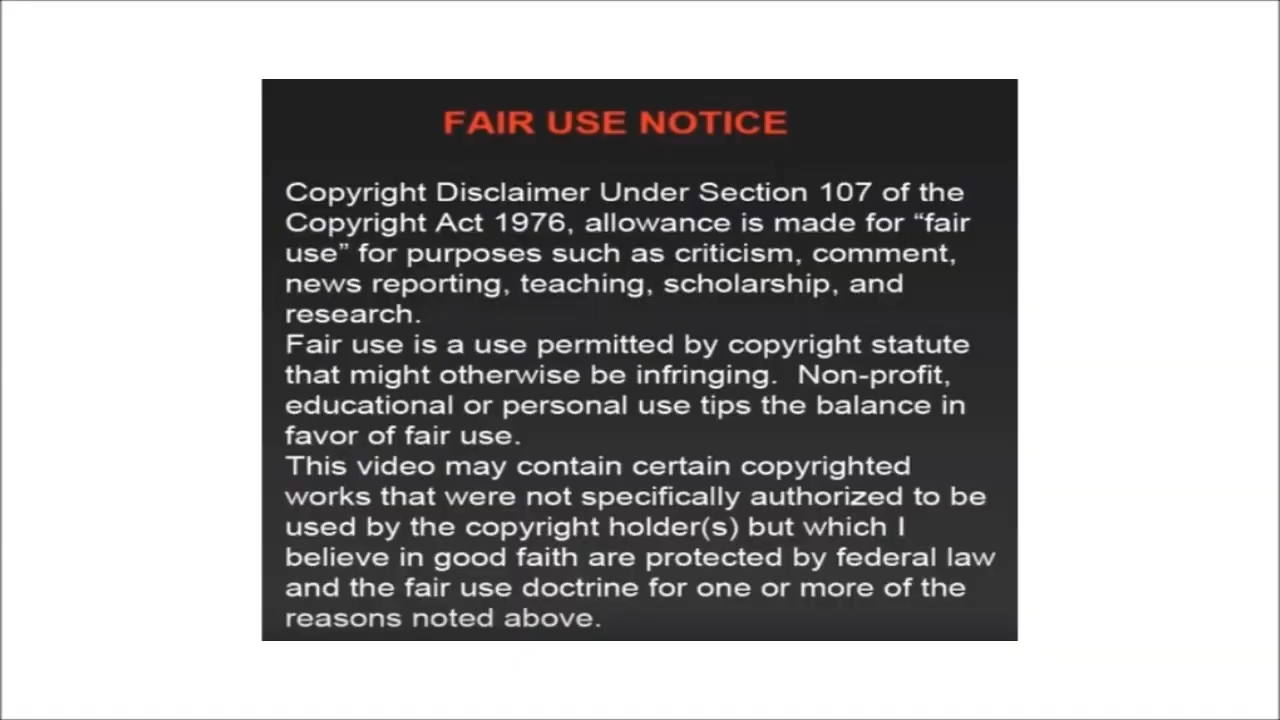 FAIR USE NOTICE
Copyright Disclaimer Under Section 107 of the
Copyright Act 1976, allowance is made for “fair
use” for purposes such as criticism, comment,
news reporting, teaching, scholarship, and
research.
Fair use is a use permitted by copyright statute
that might otherwise be infringing.  Non-profit,
educational or personal use tips the balance in
favor of fair use.
This video may contain certain copyrighted
works that were not specifically authorized to be
used by the copyright holder(s) but which I
believe in good faith are protected by federal law
and the fair use doctrine for one or more of the
reasons noted above.